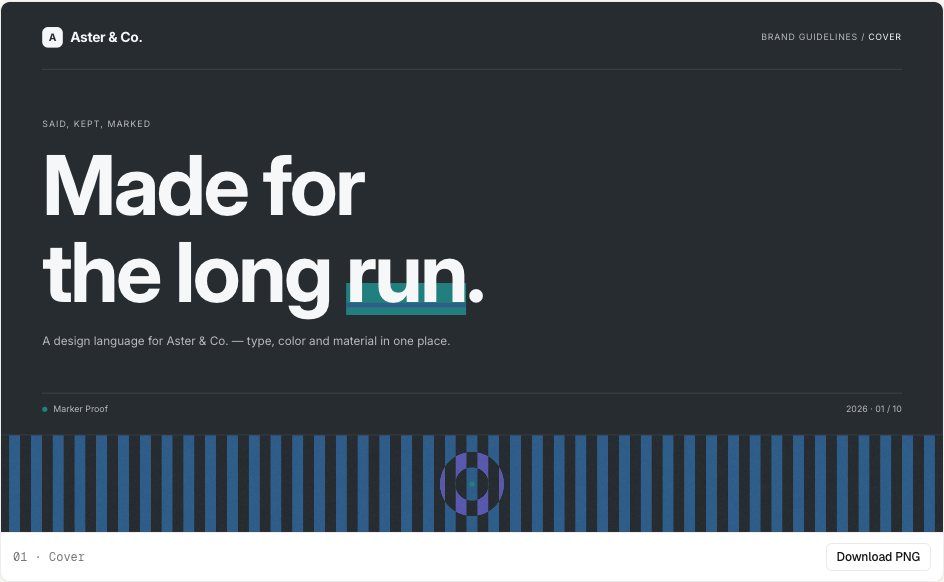 A Aster & Co.
BRAND GUIDELINES / COVER
SAID, KEPT, MARKED
Made for
the long run.
A design language for Aster & Co. — type, color and material in one place.
Marker Proof
2026 · 01 / 10
01 · Cover
Download PNG